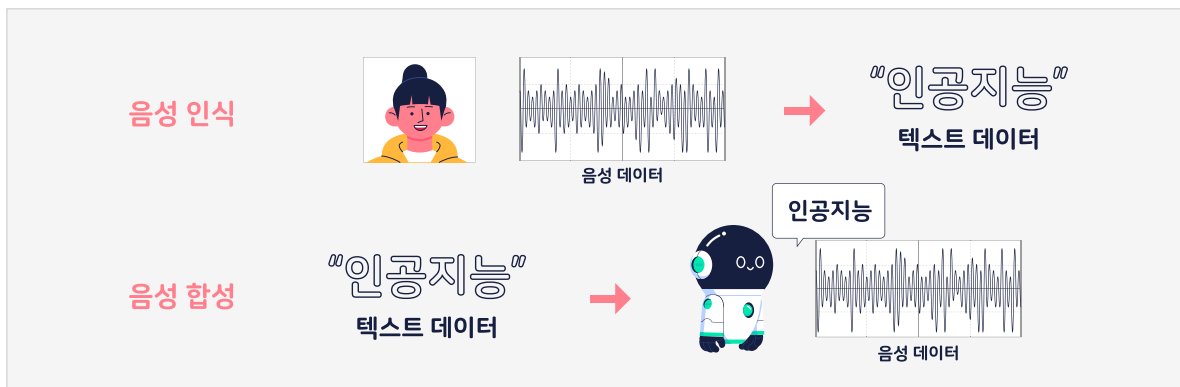 음성 인식
음성 데이터
“인공지능”
텍스트 데이터
음성 합성
“인공지능”
텍스트 데이터
인공지능
음성 데이터